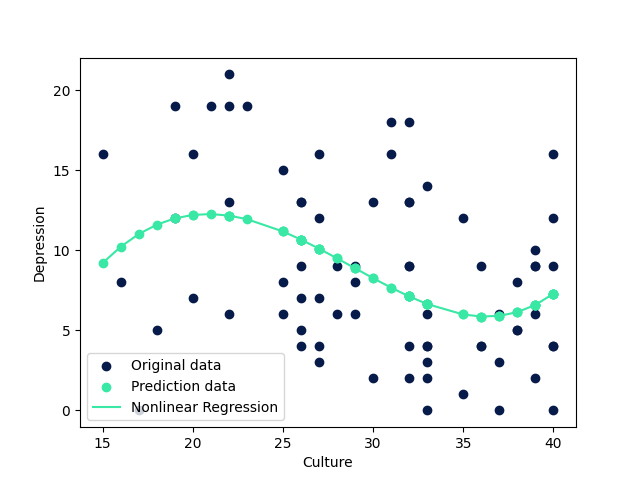 20
15
10
5
0
Depression
Original data
Prediction data
Nonlinear Regression
15 20 25 30 35 40
Culture